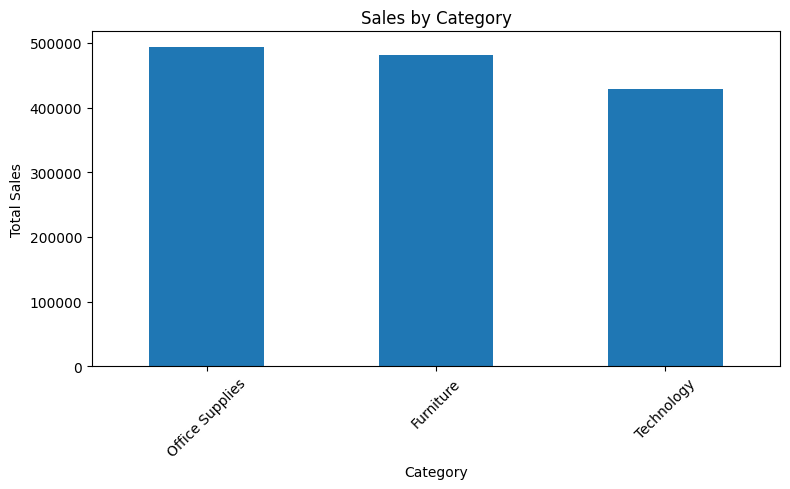 Sales by Category
Total Sales
500000
400000
300000
200000
100000
0
Office Supplies
Furniture
Technology
Category